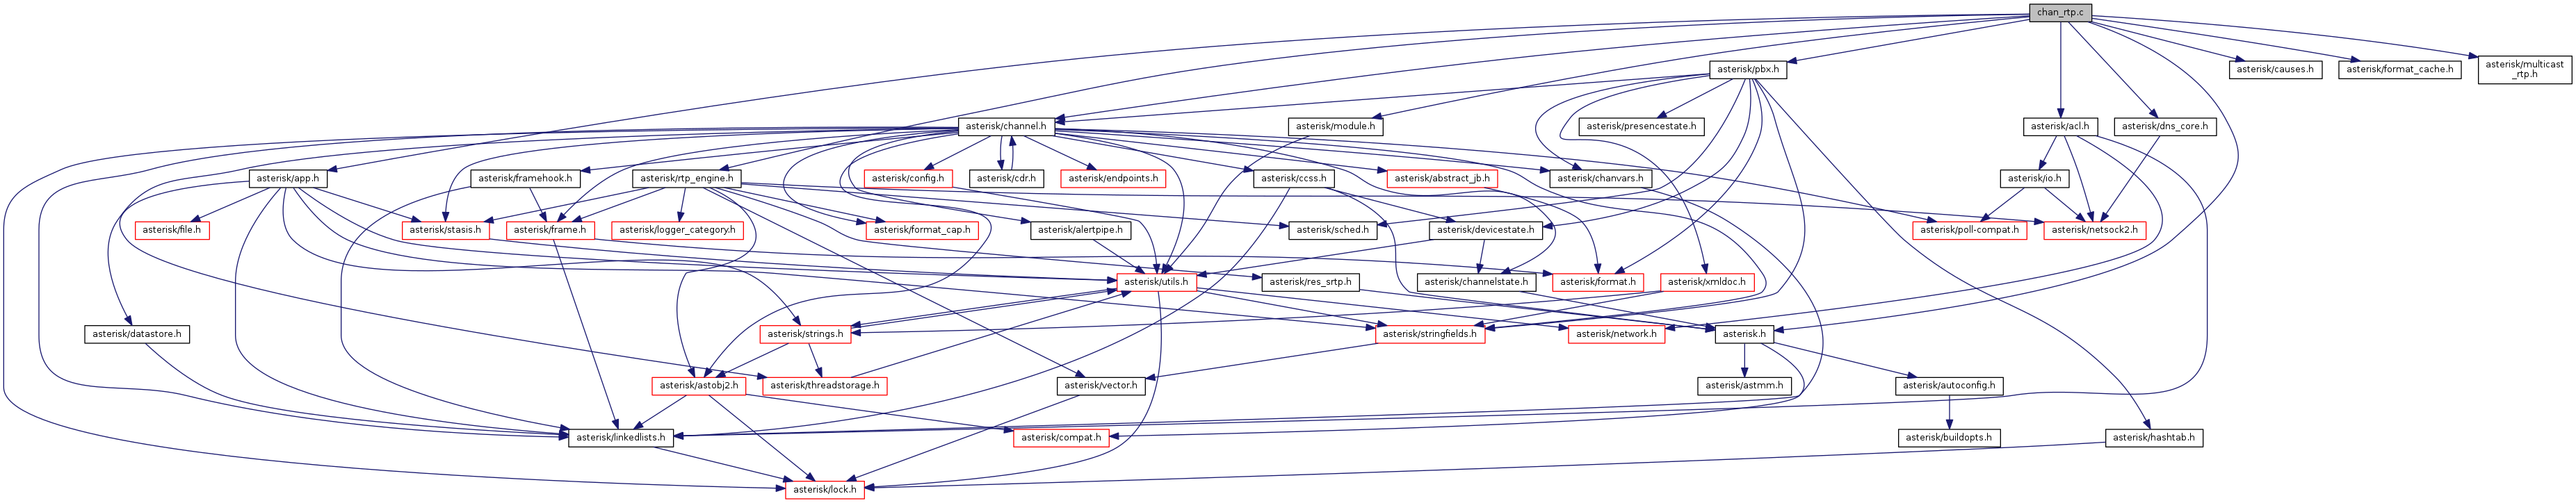 chan_rtp.c
asterisk/pbx.h
asterisk/causes.h
asterisk/format_cache.h
asterisk/multicast
_rtp.h
asterisk/channel.h
asterisk/module.h
asterisk/presencestate.h
asterisk/acl.h
asterisk/dns_core.h
asterisk/app.h
asterisk/framehook.h
asterisk/rtp_engine.h
asterisk/config.h
asterisk/cdr.h
asterisk/endpoints.h
asterisk/ccss.h
asterisk/abstract_jb.h
asterisk/chanvars.h
asterisk/io.h
asterisk/file.h
asterisk/stasis.h
asterisk/frame.h
asterisk/logger_category.h
asterisk/format_cap.h
asterisk/alertpipe.h
asterisk/sched.h
asterisk/devicestate.h
asterisk/poll-compat.h
asterisk/netsock2.h
asterisk/utils.h
asterisk/res_srtp.h
asterisk/channelstate.h
asterisk/format.h
asterisk/xmldoc.h
asterisk/datastore.h
asterisk/strings.h
asterisk/stringfields.h
asterisk/network.h
asterisk.h
asterisk/astobj2.h
asterisk/threadstorage.h
asterisk/vector.h
asterisk/astmm.h
asterisk/autoconfig.h
asterisk/linkedlists.h
asterisk/compat.h
asterisk/buildopts.h
asterisk/hashtab.h
asterisk/lock.h